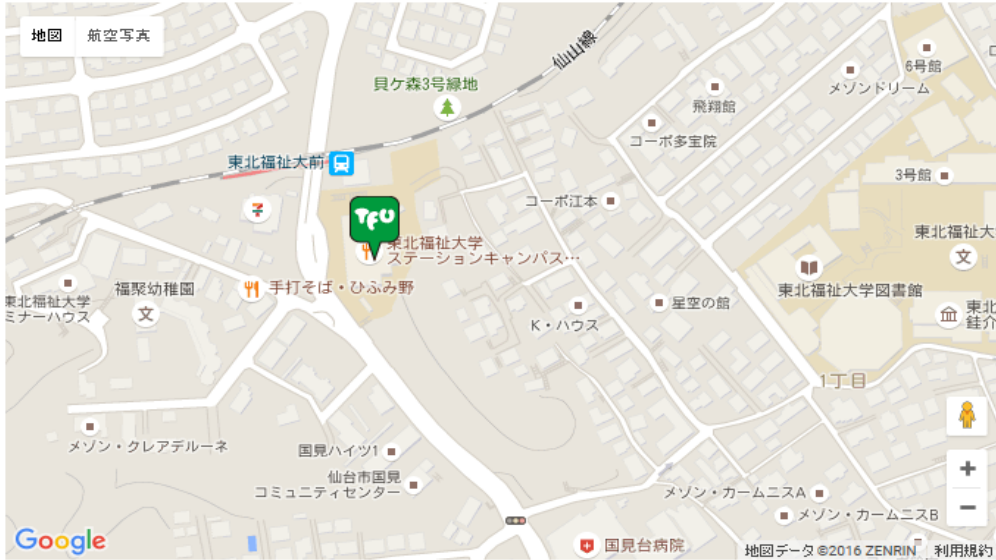 地図 航空写真
仙山線
6号館
貝ケ森3号緑地
メゾンドリーム
飛翔館
コーポ多宝院
東北福祉大前
3号館
コーポ江本
TFU
東北福祉大
東北福祉大学
ステーションキャンパス…
福聚幼稚園
手打そば・ひふみ野
東北福祉大学図書館
東北福祉大学
ミナーハウス
星空の館
東北
K・ハウス
1丁目
メゾン・クレアデルーネ
国見ハイツ1
仙台市国見
コミュニティセンター
メゾン・カームニスA
メゾン・カームニスB
国見台病院
Google
地図データ ©2016 ZENRIN 利用規約